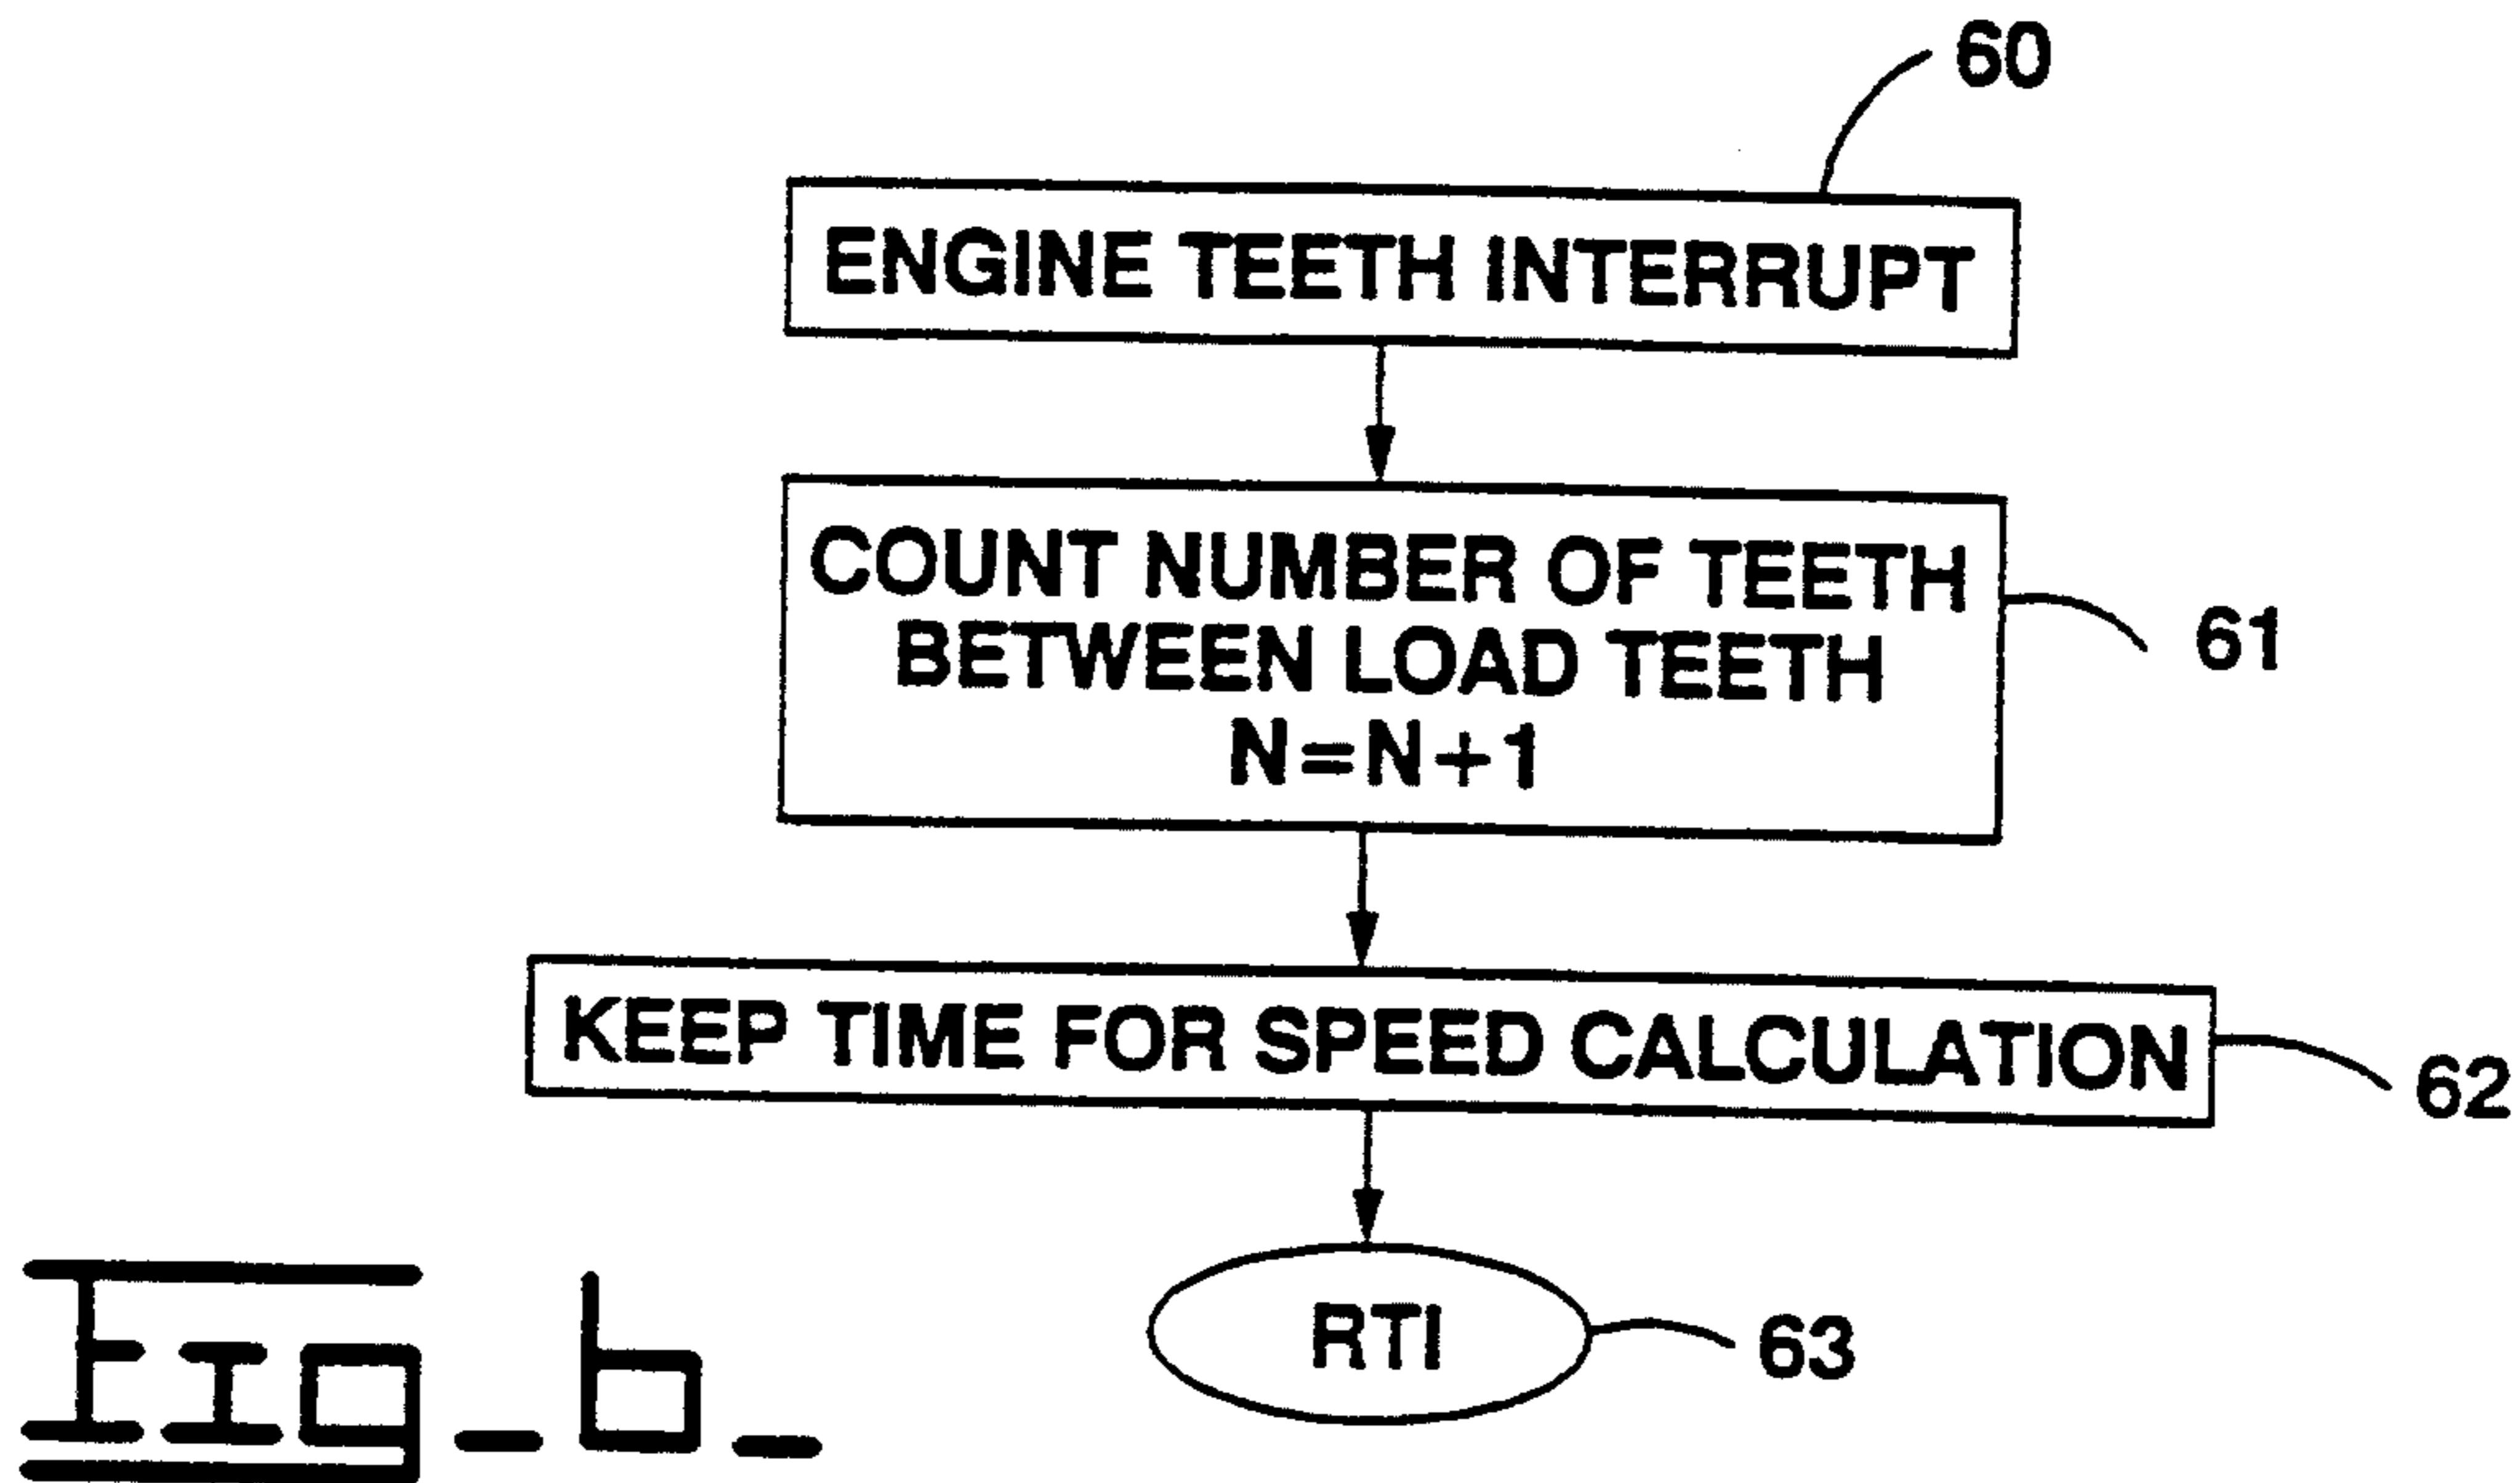 60
ENGINE TEETH INTERRUPT
COUNT NUMBER OF TEETH
BETWEEN LOAD TEETH
N=N+1
61
KEEP TIME FOR SPEED CALCULATION
62
RTI
63
Fig_6_